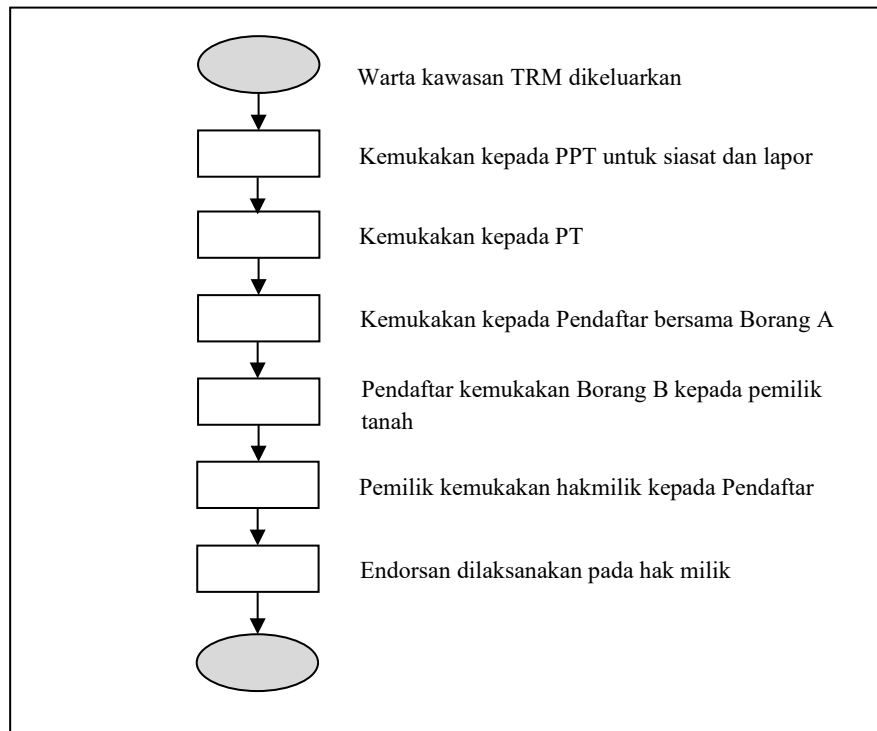 Warta kawasan TRM dikeluarkan
Kemukakan kepada PPT untuk siasat dan lapor
Kemukakan kepada PT
Kemukakan kepada Pendaftar bersama Borang A
Pendaftar kemukakan Borang B kepada pemilik
tanah
Pemilik kemukakan hakmilik kepada Pendaftar
Endorsan dilaksanakan pada hak milik